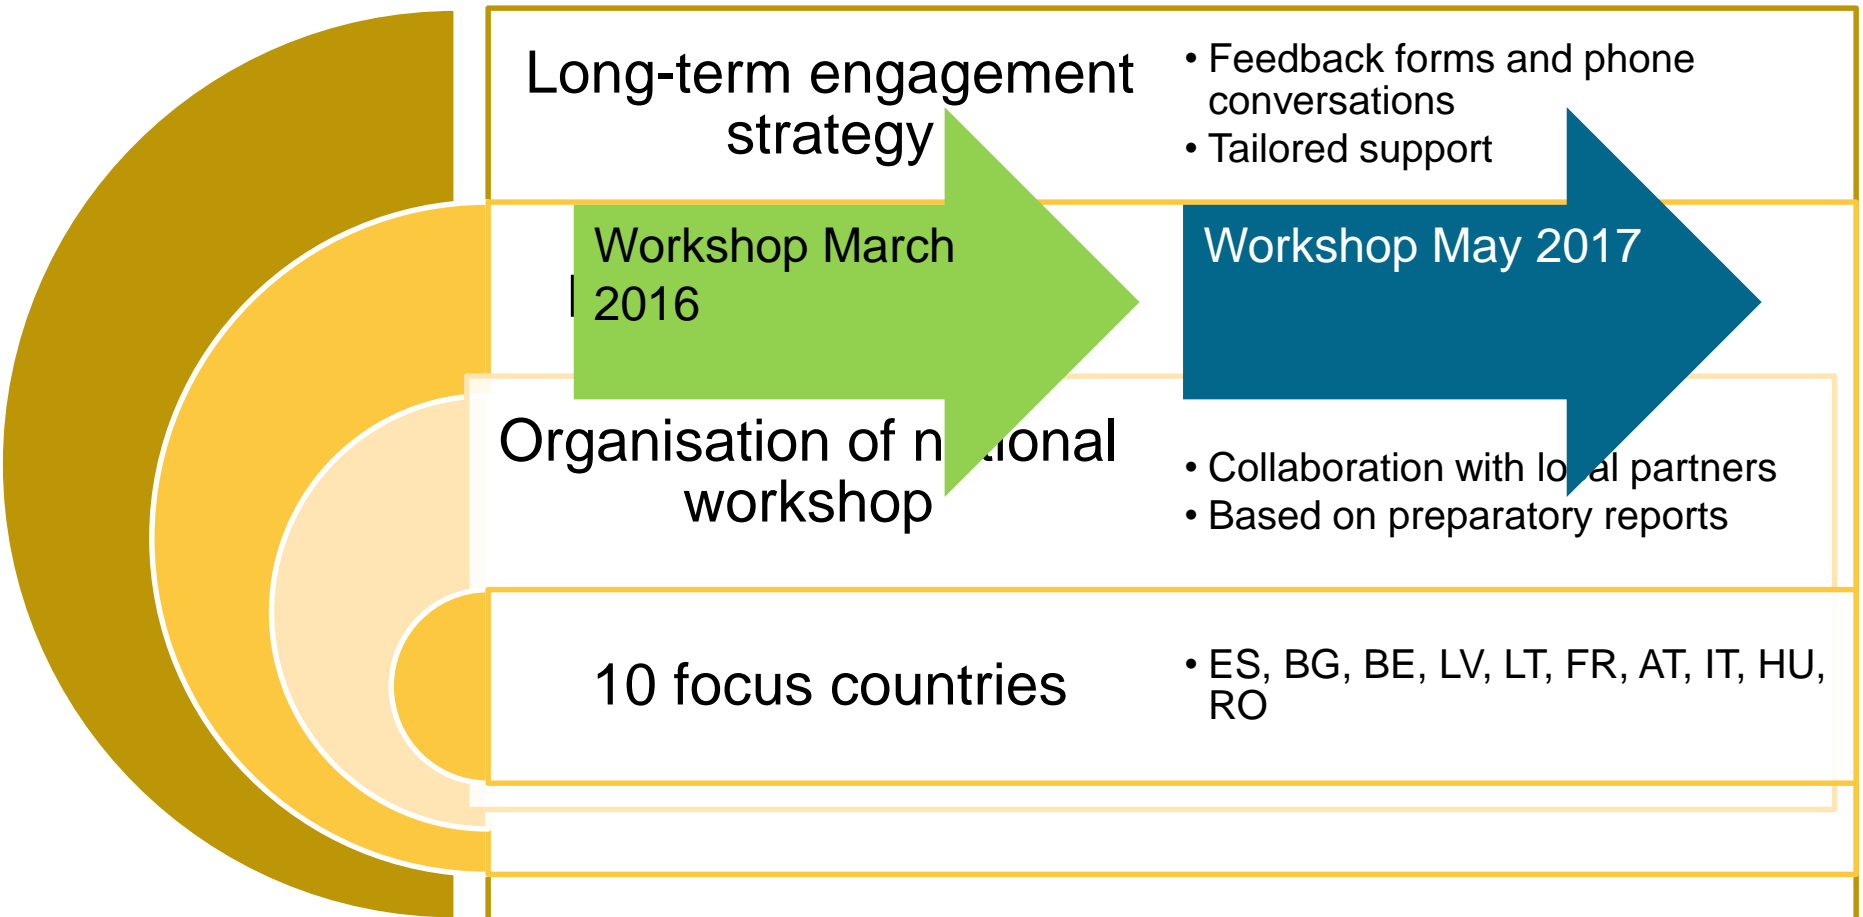 Long-term engagement
strategy
• Feedback forms and phone
conversations
• Tailored support
Workshop March
2016
Workshop May 2017
Organisation of national
workshop
• Collaboration with local partners
• Based on preparatory reports
10 focus countries
• ES, BG, BE, LV, LT, FR, AT, IT, HU,
RO